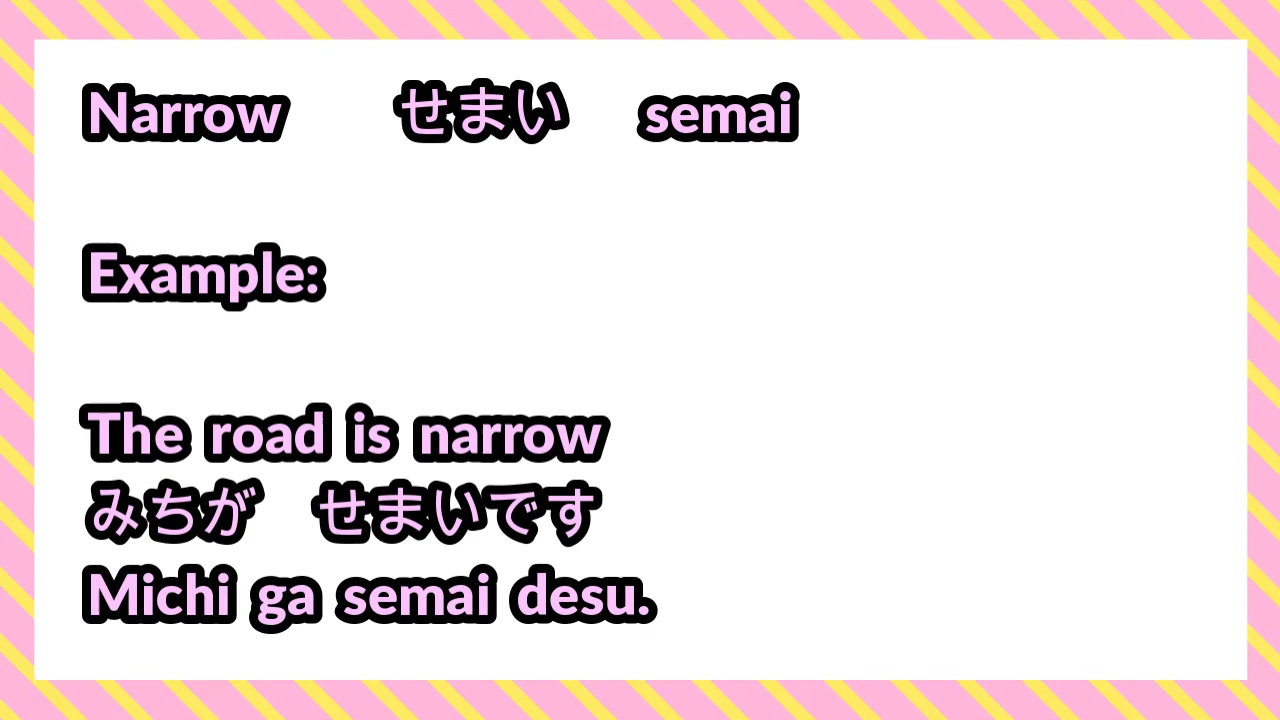 Narrow せまい semai
Example:
The road is narrow
みちが　せまいです
Michi ga semai desu.